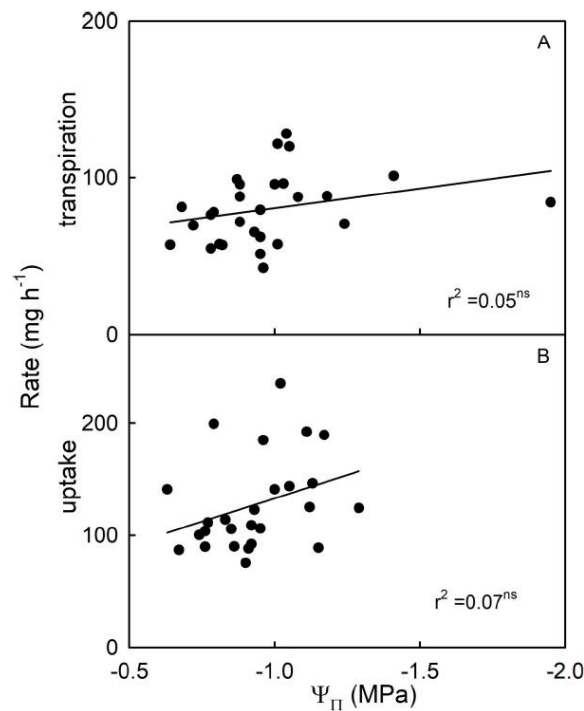 200
A
transpiration
100
r² =0.05ⁿˢ
0
Rate (mg h⁻¹)
B
200
uptake
100
r² =0.07ⁿˢ
0
-0.5 -1.0 -1.5 -2.0
Ψ_Π (MPa)